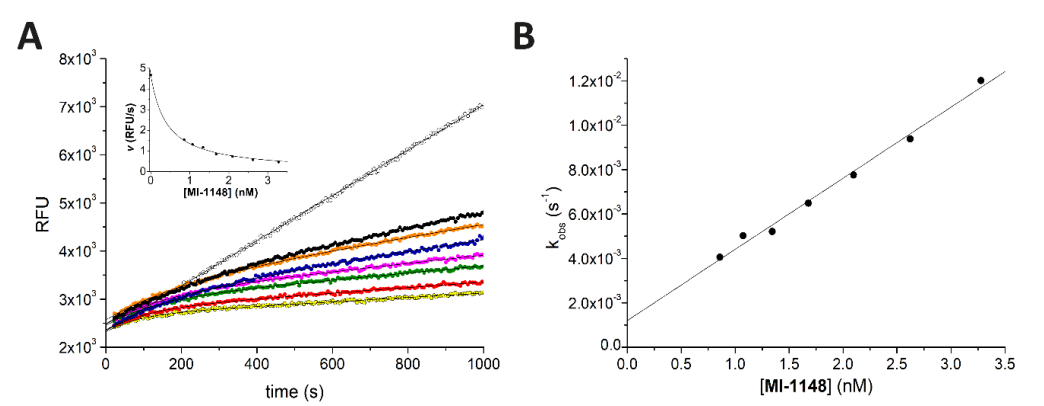 A
8x10³
7x10³
6x10³
5x10³
4x10³
3x10³
2x10³
RFU
0
200
400
600
800
1000
time (s)
5
4
3
2
1
0
v (RFU/s)
0
1
2
3
[MI-1148] (nM)
B
1.2x10⁻²
1.0x10⁻²
8.0x10⁻³
6.0x10⁻³
4.0x10⁻³
2.0x10⁻³
0.0
k_obs (s⁻¹)
0.0
0.5
1.0
1.5
2.0
2.5
3.0
3.5
[MI-1148] (nM)